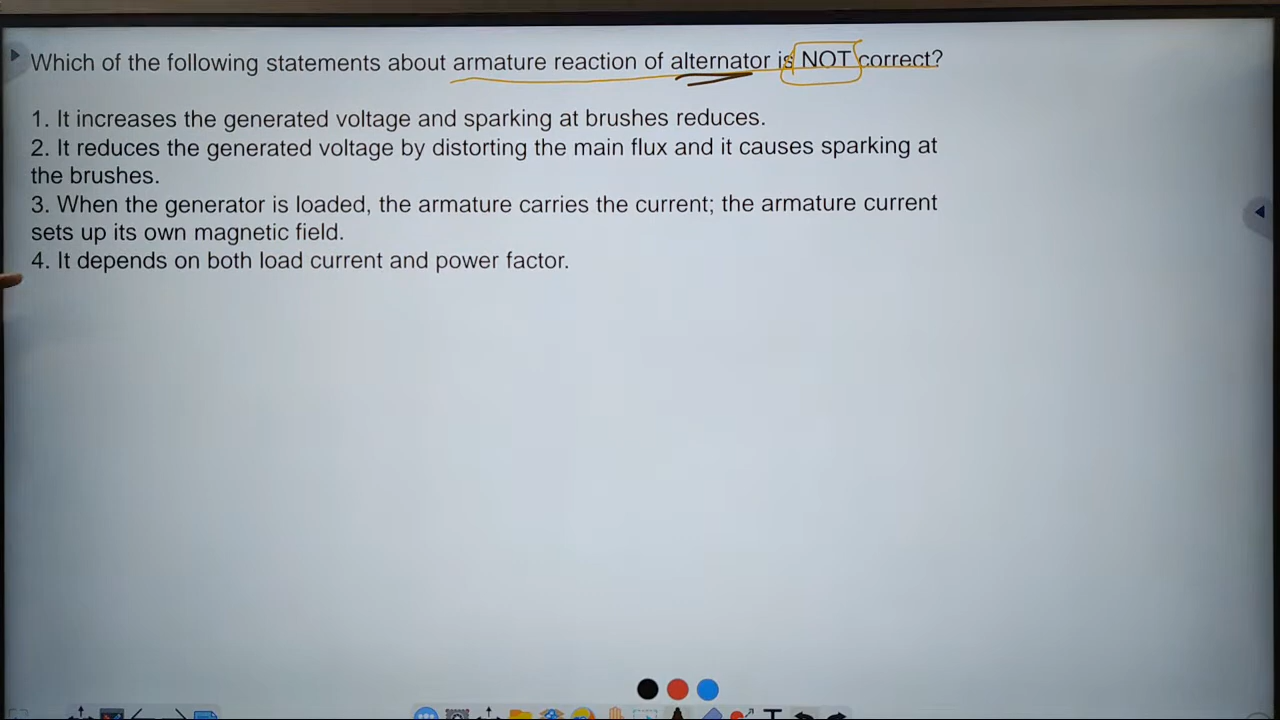 Which of the following statements about armature reaction of alternator is NOT correct?
1. It increases the generated voltage and sparking at brushes reduces.
2. It reduces the generated voltage by distorting the main flux and it causes sparking at
the brushes.
3. When the generator is loaded, the armature carries the current; the armature current
sets up its own magnetic field.
4. It depends on both load current and power factor.